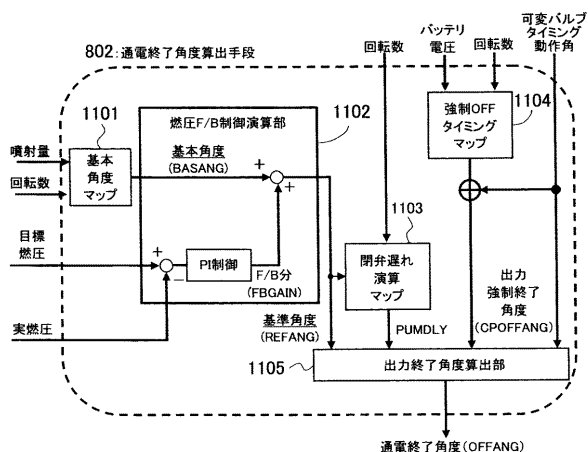 802:通電終了角度算出手段
回転数
バッテリ
電圧
回転数
可変バルブ
タイミング
動作角
1101
基本
角度
マップ
噴射量
回転数
目標
燃圧
実燃圧
1102
燃圧F/B制御演算部
基本角度
(BASANG)
+
+
+
−
PI制御
F/B分
(FBGAIN)
1103
閉弁遅れ
演算
マップ
1104
強制OFF
タイミング
マップ
基準角度
(REFANG)
PUMDLY
出力
強制終了
角度
(CPOFFANG)
1105
出力終了角度算出部
通電終了角度(OFFANG)